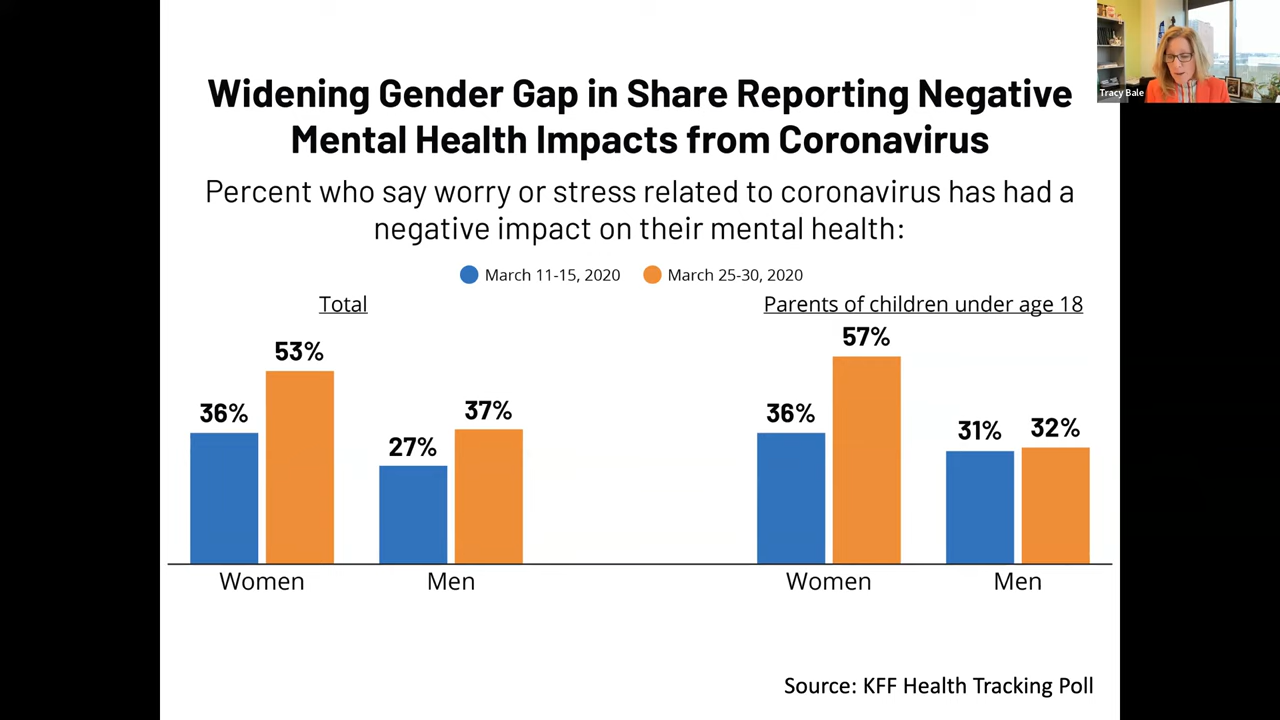 Tracy Bale
Widening Gender Gap in Share Reporting Negative
Mental Health Impacts from Coronavirus
Percent who say worry or stress related to coronavirus has had a
negative impact on their mental health:
March 11-15, 2020 March 25-30, 2020
Total
36% 53% 27% 37%
Women Men
Parents of children under age 18
36% 57% 31% 32%
Women Men
Source: KFF Health Tracking Poll